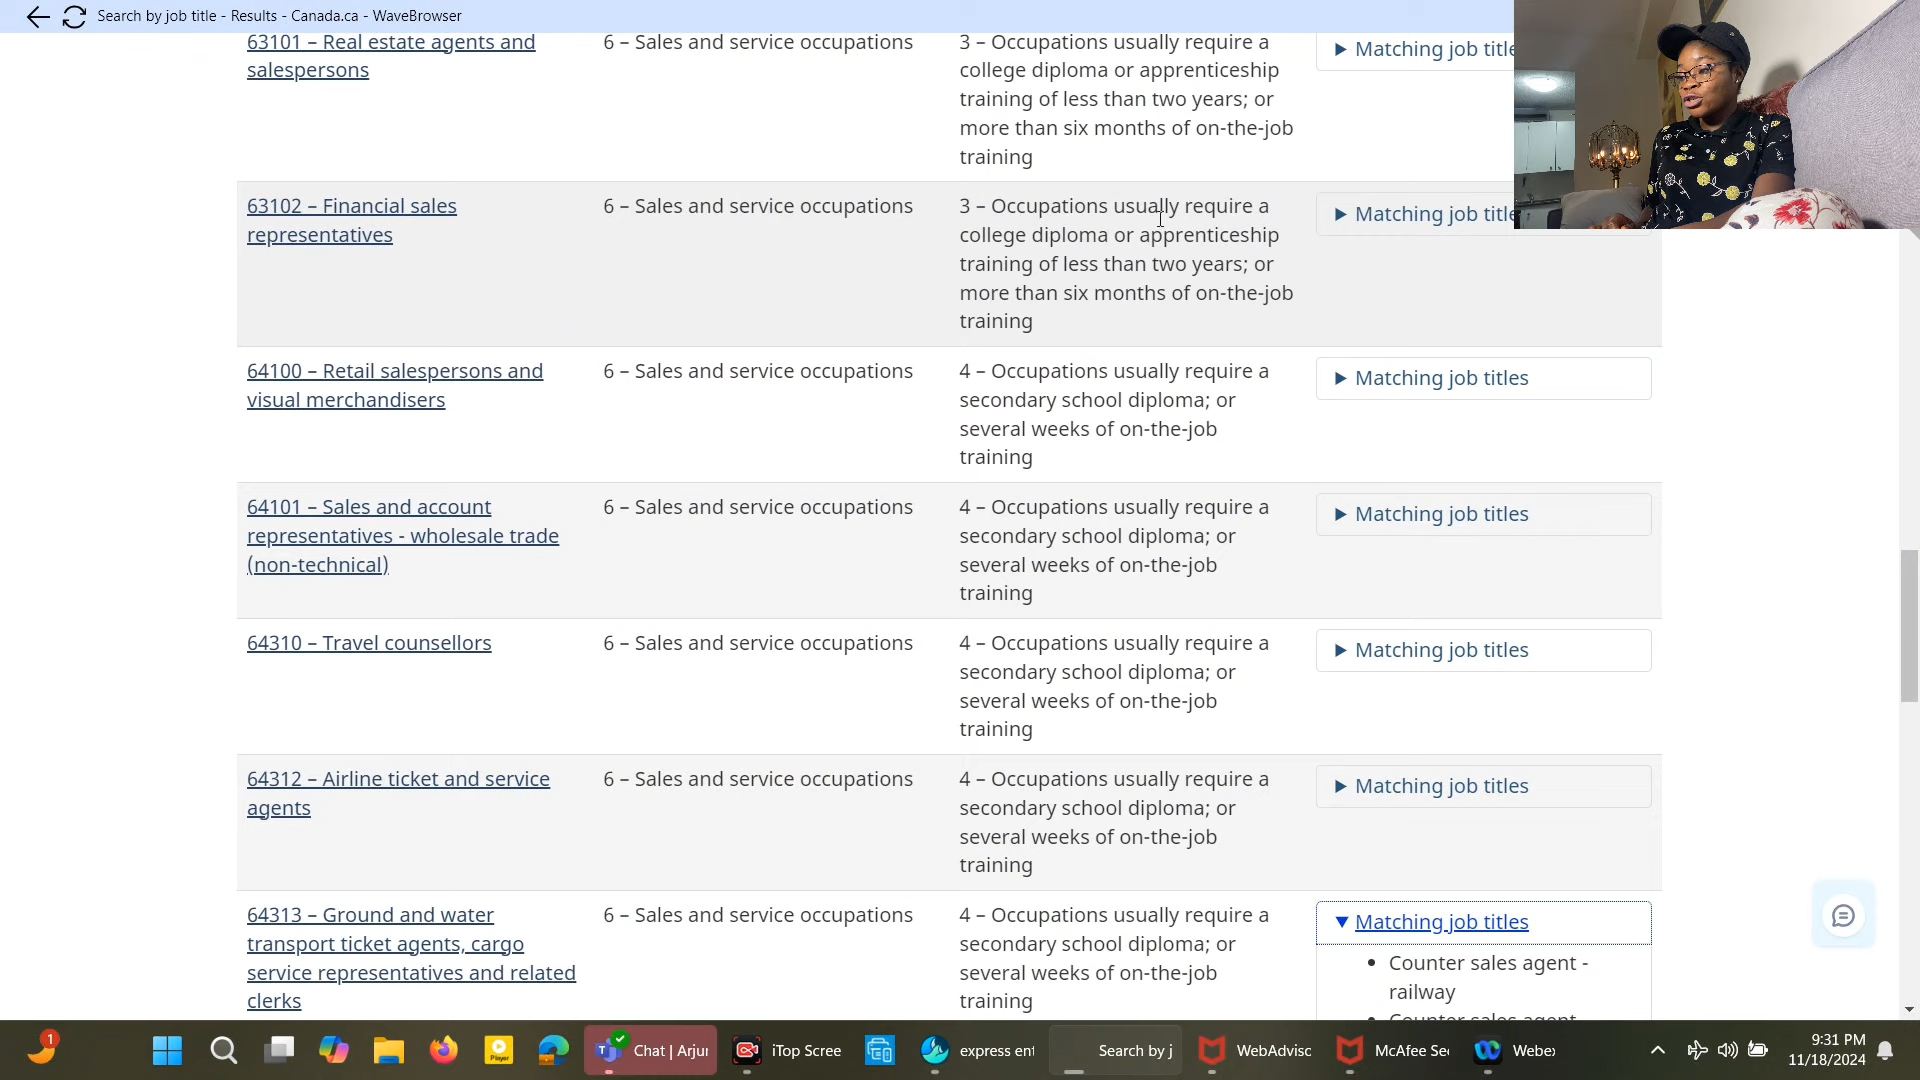 Search by job title - Results - Canada.ca - WaveBrowser
63101 – Real estate agents and
salespersons
6 – Sales and service occupations
3 – Occupations usually require a
college diploma or apprenticeship
training of less than two years; or
more than six months of on-the-job
training
Matching job title
63102 – Financial sales
representatives
6 – Sales and service occupations
3 – Occupations usually require a
college diploma or apprenticeship
training of less than two years; or
more than six months of on-the-job
training
Matching job title
64100 – Retail salespersons and
visual merchandisers
6 – Sales and service occupations
4 – Occupations usually require a
secondary school diploma; or
several weeks of on-the-job
training
Matching job titles
64101 – Sales and account
representatives - wholesale trade
(non-technical)
6 – Sales and service occupations
4 – Occupations usually require a
secondary school diploma; or
several weeks of on-the-job
training
Matching job titles
64310 – Travel counsellors
6 – Sales and service occupations
4 – Occupations usually require a
secondary school diploma; or
several weeks of on-the-job
training
Matching job titles
64312 – Airline ticket and service
agents
6 – Sales and service occupations
4 – Occupations usually require a
secondary school diploma; or
several weeks of on-the-job
training
Matching job titles
64313 – Ground and water
transport ticket agents, cargo
service representatives and related
clerks
6 – Sales and service occupations
4 – Occupations usually require a
secondary school diploma; or
several weeks of on-the-job
training
Matching job titles
Counter sales agent -
railway
Counter sales agent
1
Player
Chat | Arju
iTop Scree
express ent
Search by j
WebAdvisc
McAfee Se
Webex
9:31 PM
11/18/2024